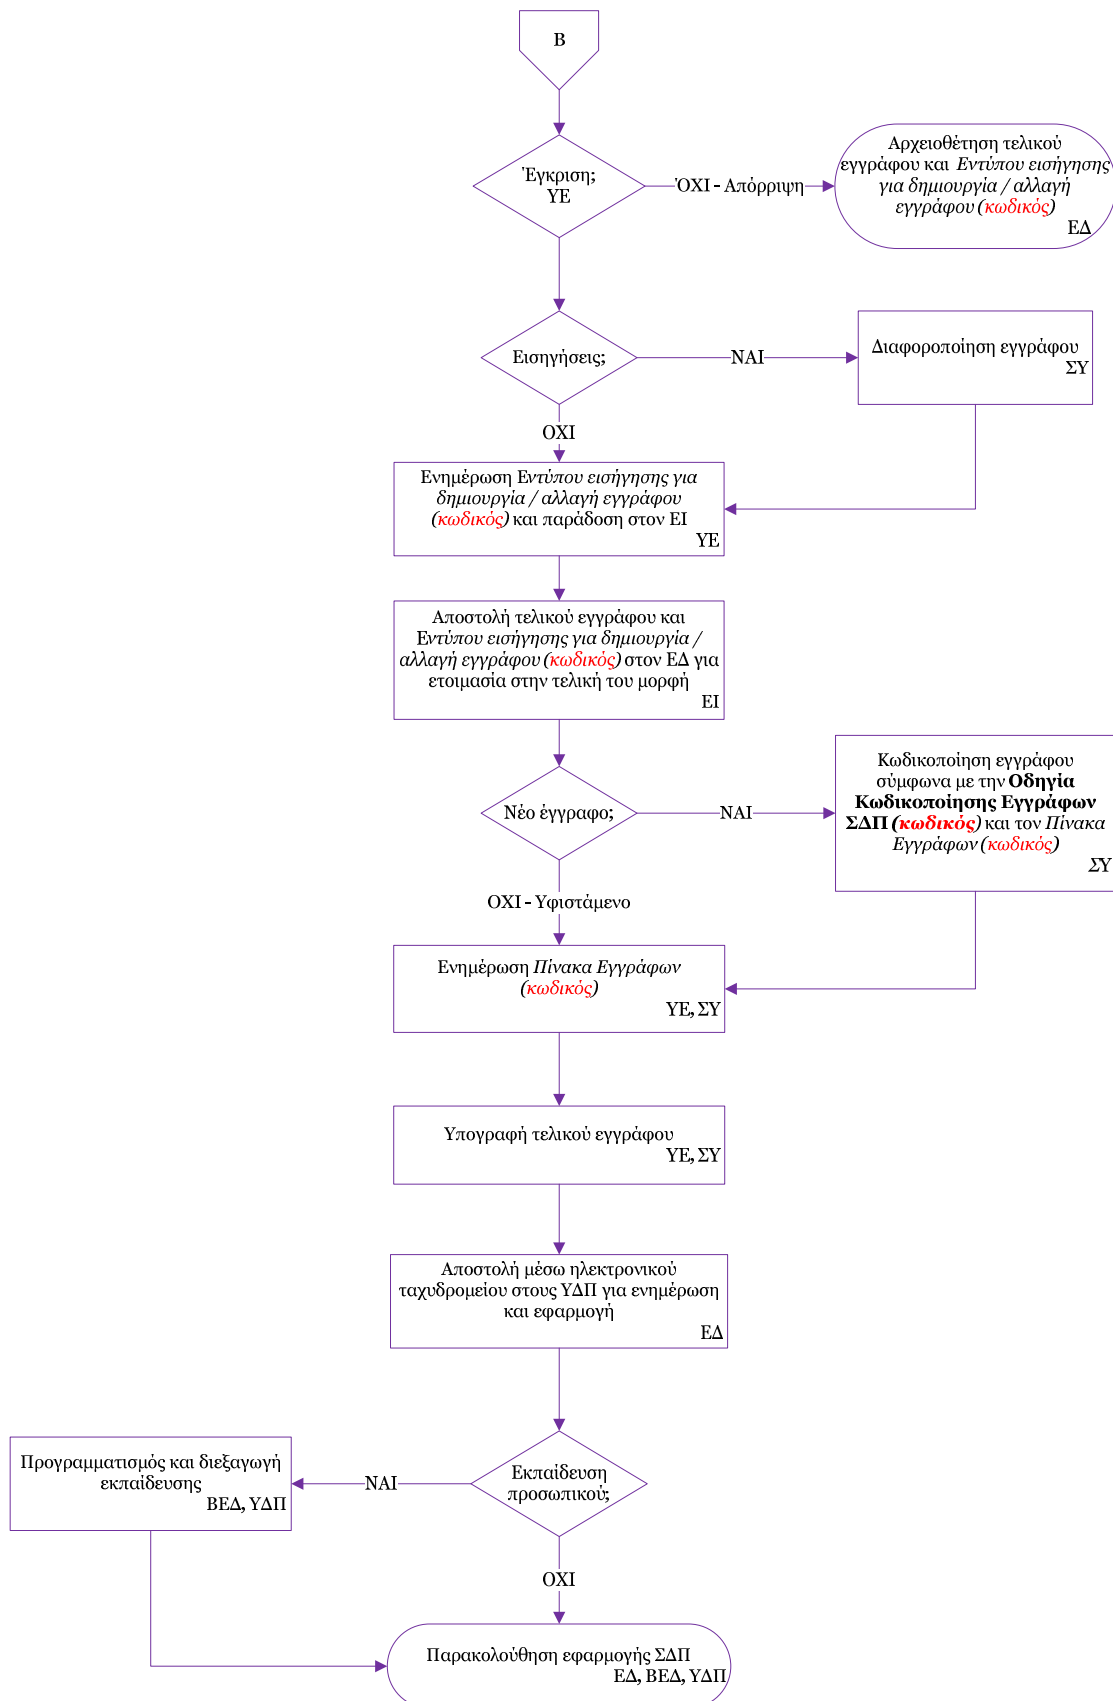 Β
Έγκριση;
ΥΕ
ΌΧΙ - Απόρριψη
Αρχειοθέτηση τελικού
εγγράφου και Εντύπου εισήγησης
για δημιουργία / αλλαγή
εγγράφου (κωδικός)
ΕΔ
Εισηγήσεις;
ΝΑΙ
Διαφοροποίηση εγγράφου
ΣΥ
ΟΧΙ
Ενημέρωση Εντύπου εισήγησης για
δημιουργία / αλλαγή εγγράφου
(κωδικός) και παράδοση στον ΕΙ
ΥΕ
Αποστολή τελικού εγγράφου και
Εντύπου εισήγησης για δημιουργία /
αλλαγή εγγράφου (κωδικός) στον ΕΔ για
ετοιμασία στην τελική του μορφή
ΕΙ
Νέο έγγραφο;
ΝΑΙ
Κωδικοποίηση εγγράφου
σύμφωνα με την Οδηγία
Κωδικοποίησης Εγγράφων
ΣΔΠ (κωδικός) και τον Πίνακα
Εγγράφων (κωδικός)
ΣΥ
ΟΧΙ - Υφιστάμενο
Ενημέρωση Πίνακα Εγγράφων
(κωδικός)
ΥΕ, ΣΥ
Υπογραφή τελικού εγγράφου
ΥΕ, ΣΥ
Αποστολή μέσω ηλεκτρονικού
ταχυδρομείου στους ΥΔΠ για ενημέρωση
και εφαρμογή
ΕΔ
Εκπαίδευση
προσωπικού;
ΝΑΙ
Προγραμματισμός και διεξαγωγή
εκπαίδευσης
ΒΕΔ, ΥΔΠ
ΟΧΙ
Παρακολούθηση εφαρμογής ΣΔΠ
ΕΔ, ΒΕΔ, ΥΔΠ